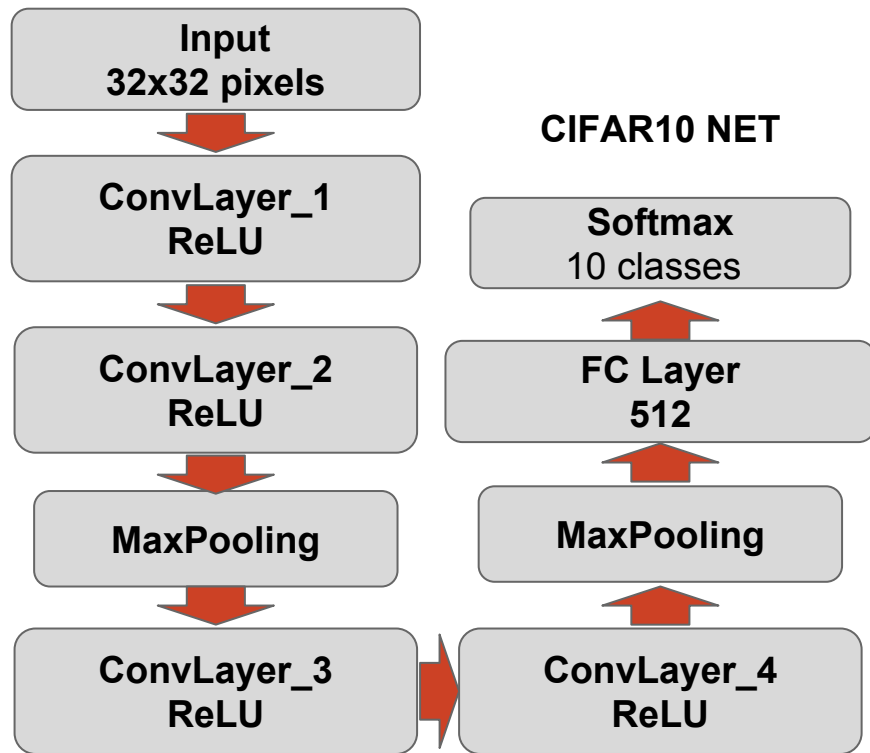 Input
32x32 pixels
ConvLayer_1
ReLU
ConvLayer_2
ReLU
MaxPooling
ConvLayer_3
ReLU
ConvLayer_4
ReLU
MaxPooling
FC Layer
512
Softmax
10 classes
CIFAR10 NET